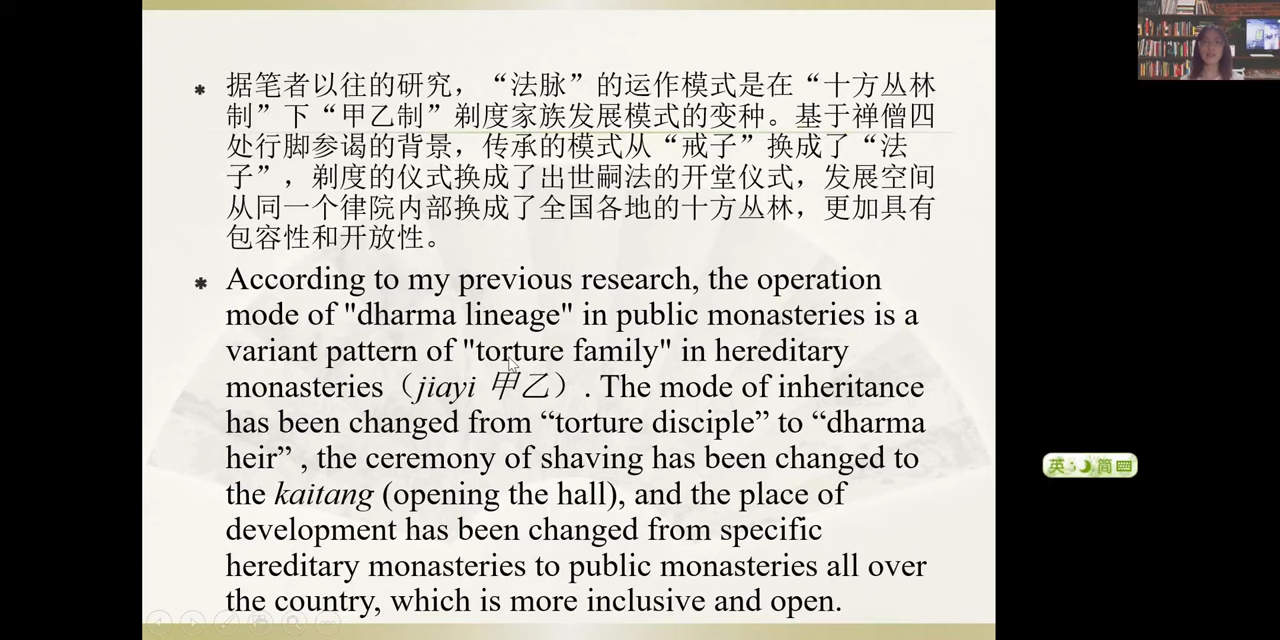 * 据笔者以往的研究，“法脉”的运作模式是在“十方丛林
制”下“甲乙制”剃度家族发展模式的变种。基于禅僧四
处行脚参谒的背景，传承的模式从“戒子”换成了“法
子”，剃度的仪式换成了出世嗣法的开堂仪式，发展空间
从同一个律院内部换成了全国各地的十方丛林，更加具有
包容性和开放性。
* According to my previous research, the operation
mode of "dharma lineage" in public monasteries is a
variant pattern of "torture family" in hereditary
monasteries（jiayi 甲乙）. The mode of inheritance
has been changed from “torture disciple” to “dharma
heir” , the ceremony of shaving has been changed to
the kaitang (opening the hall), and the place of
development has been changed from specific
hereditary monasteries to public monasteries all over
the country, which is more inclusive and open.
英 简